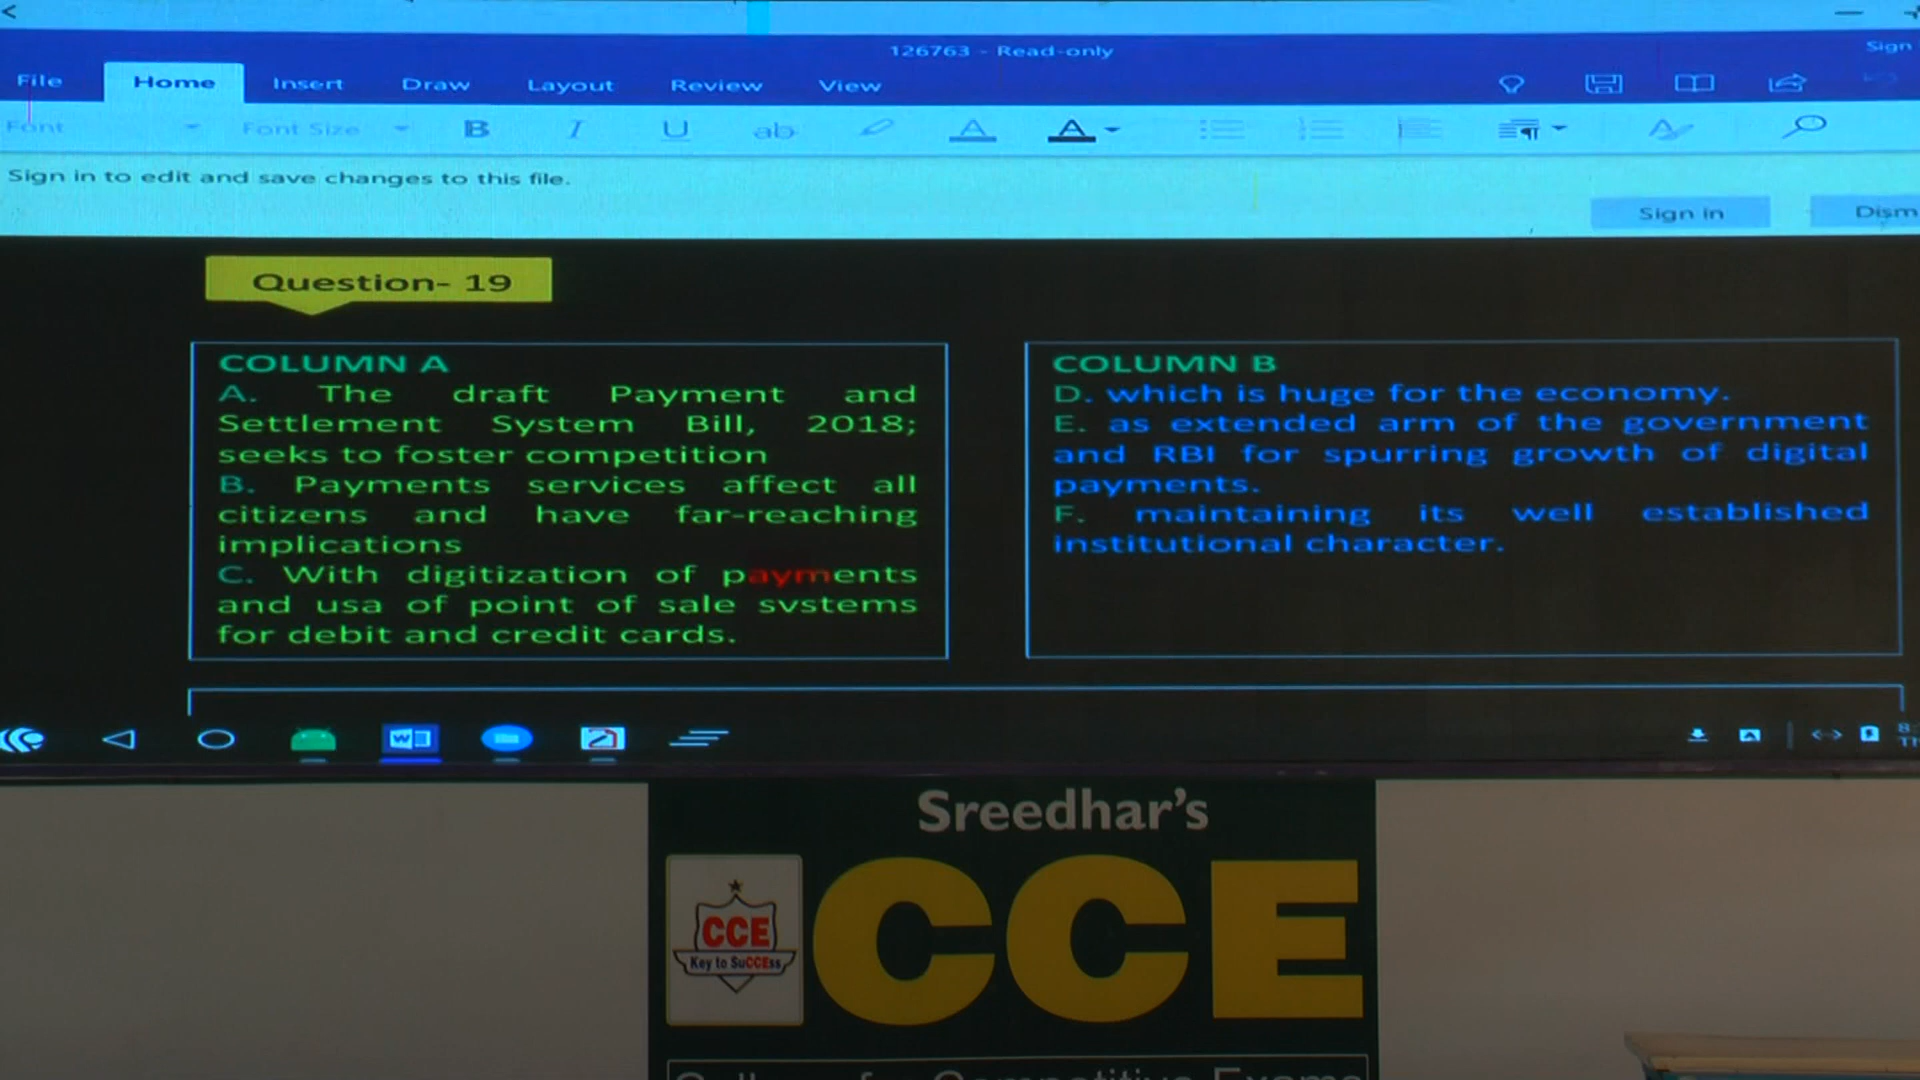 126763 - Read-only
Sign
File Home Insert Draw Layout Review View
Font Font Size B I U ab A A
Sign in to edit and save changes to this file.
Sign in Dism
Question- 19
COLUMN A
A. The draft Payment and
Settlement System Bill, 2018;
seeks to foster competition
B. Payments services affect all
citizens and have far-reaching
implications
C. With digitization of payments
and usa of point of sale svstems
for debit and credit cards.
COLUMN B
D. which is huge for the economy.
E. as extended arm of the government
and RBI for spurring growth of digital
payments.
F. maintaining its well established
institutional character.
Sreedhar's
CCE
CCE
Key to SuCCEss